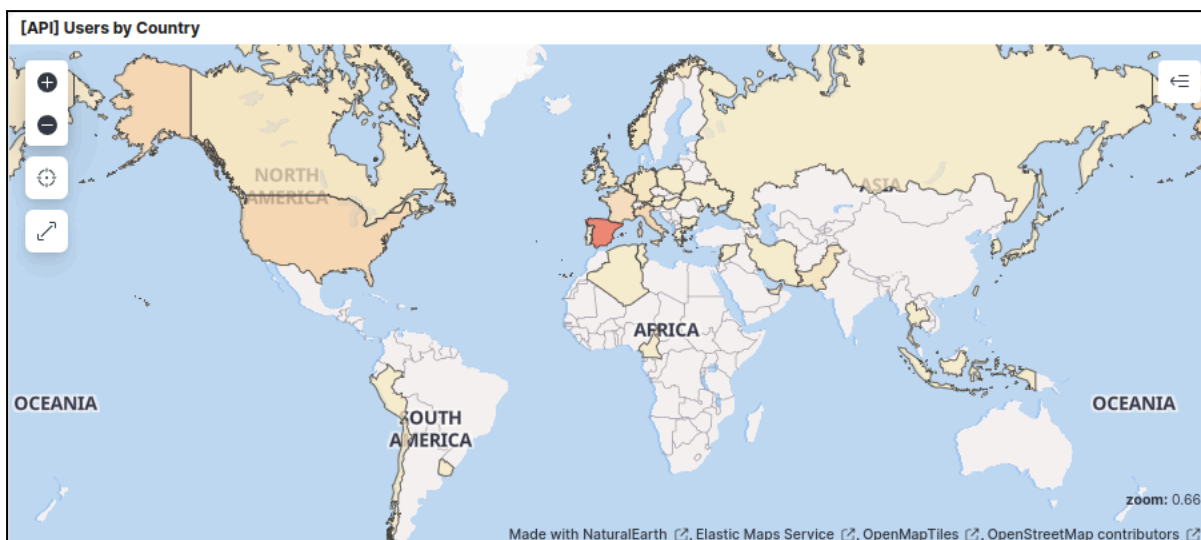 [API] Users by Country
NORTH
AMERICA
ASIA
AFRICA
OCEANIA
OCEANIA
SOUTH
AMERICA
zoom: 0.66
Made with NaturalEarth , Elastic Maps Service , OpenMapTiles , OpenStreetMap contributors